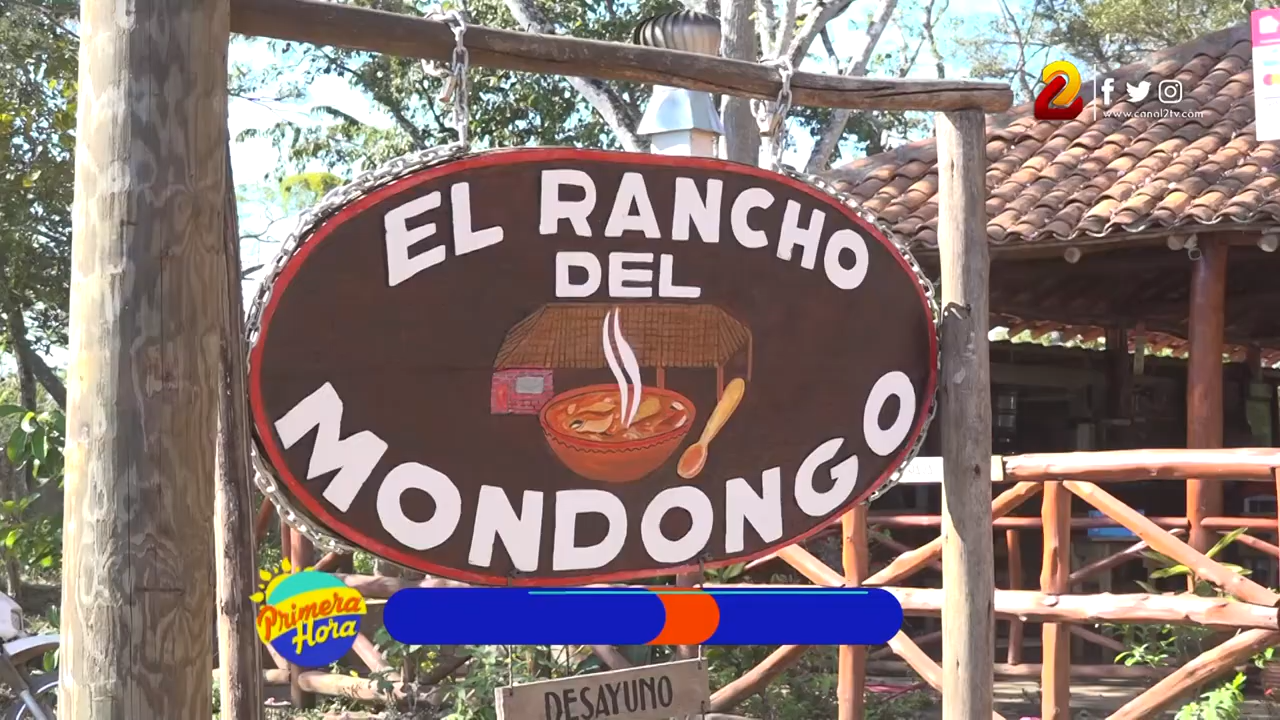 2
www.canal2tv.com
EL RANCHO
DEL
MONDONGO
Primera
Hora
DESAYUNO